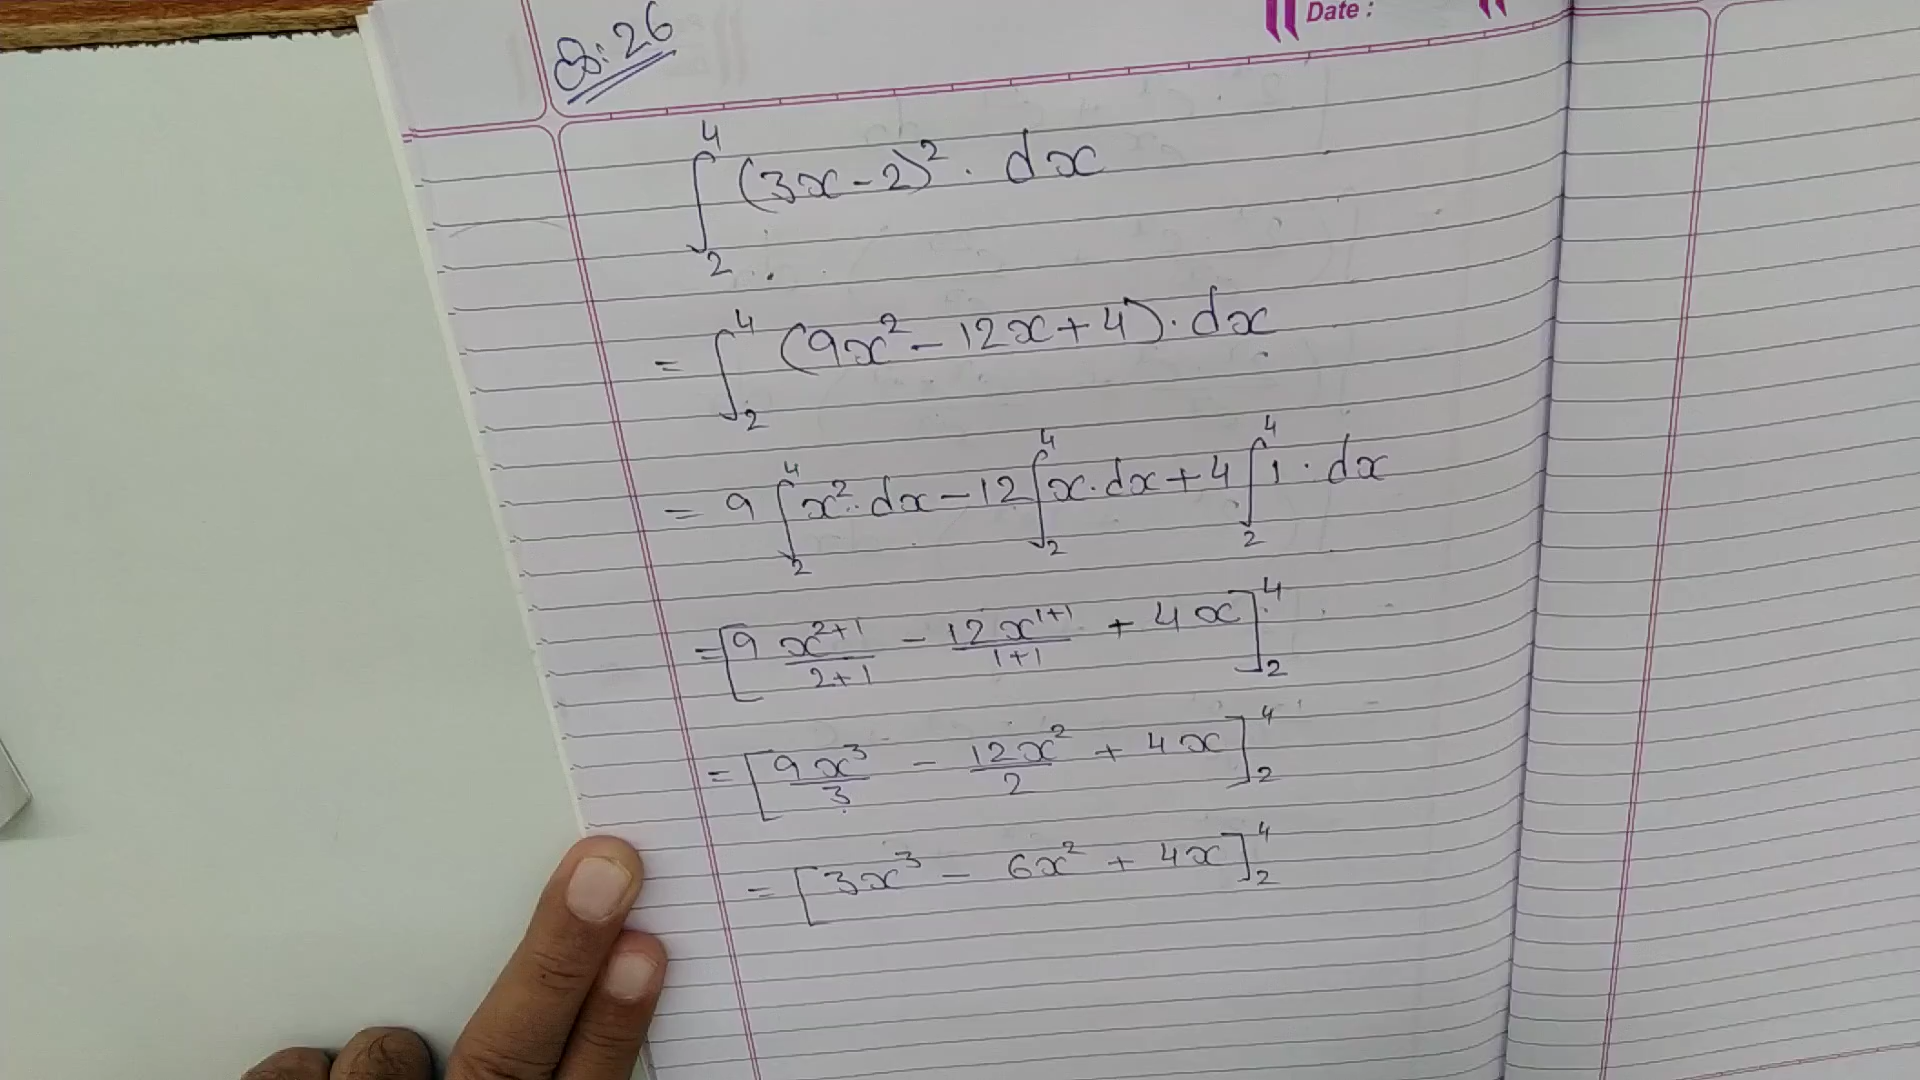 Q:26
Date :
∫₂⁴ (3x-2)² . dx
= ∫₂⁴ (9x² - 12x + 4) . dx
= 9 ∫₂⁴ x² . dx - 12 ∫₂⁴ x . dx + 4 ∫₂⁴ 1 . dx
= [9 x²⁺¹/2+1 - 12x¹⁺¹/1+1 + 4x]₂⁴
= [9x³/3 - 12x²/2 + 4x]₂⁴
= [3x³ - 6x² + 4x]₂⁴